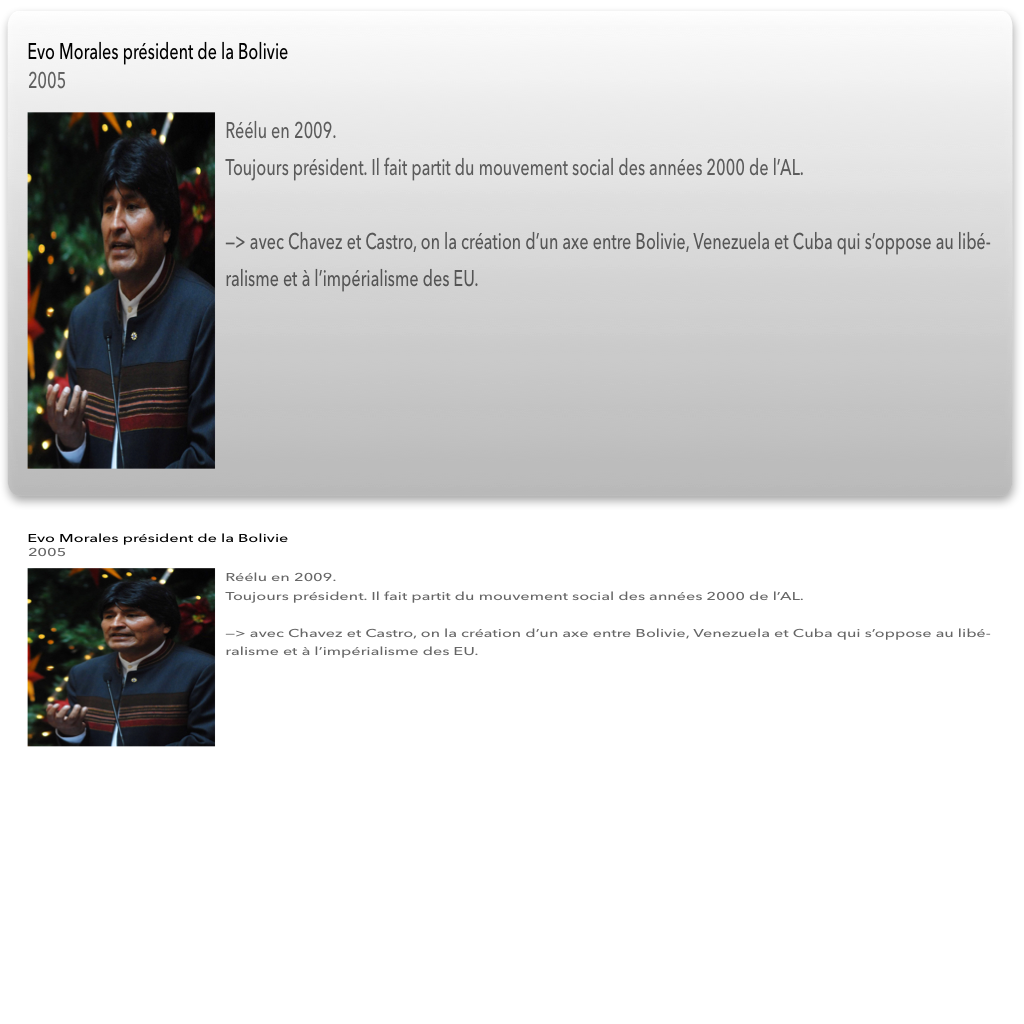 Evo Morales président de la Bolivie
2005
Réélu en 2009.
Toujours président. Il fait partit du mouvement social des années 2000 de l’AL.
—> avec Chavez et Castro, on la création d’un axe entre Bolivie, Venezuela et Cuba qui s’oppose au libé-
ralisme et à l’impérialisme des EU.
Evo Morales président de la Bolivie
2005
Réélu en 2009.
Toujours président. Il fait partit du mouvement social des années 2000 de l’AL.
—> avec Chavez et Castro, on la création d’un axe entre Bolivie, Venezuela et Cuba qui s’oppose au libé-
ralisme et à l’impérialisme des EU.